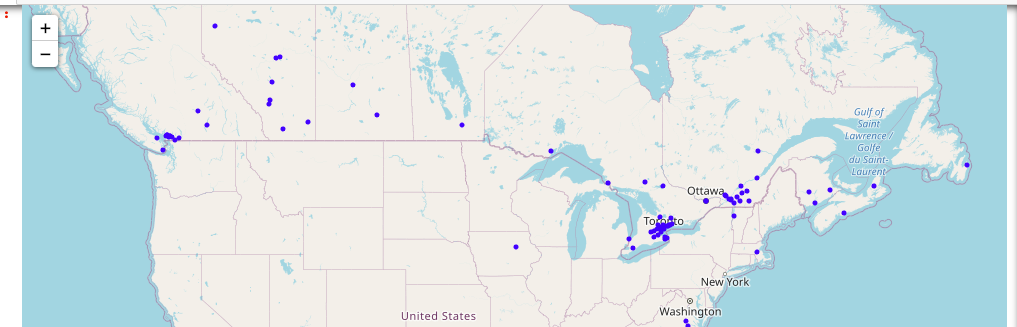 +
−
Gulf of
Saint
Lawrence /
Golfe
du Saint-
Laurent
Ottawa
Toronto
New York
Washington
United States